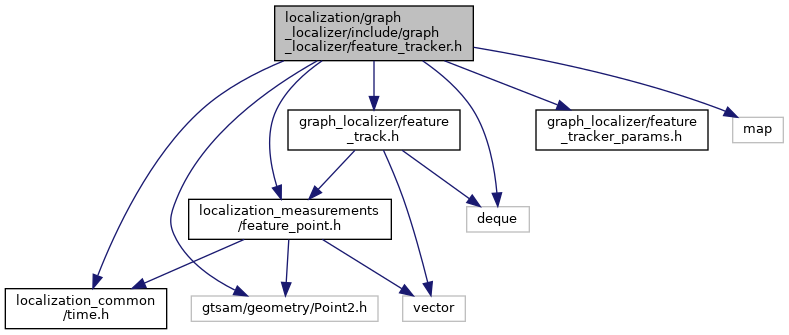 localization/graph
_localizer/include/graph
_localizer/feature_tracker.h
graph_localizer/feature
_track.h
graph_localizer/feature
_tracker_params.h
map
localization_measurements
/feature_point.h
deque
localization_common
/time.h
gtsam/geometry/Point2.h
vector